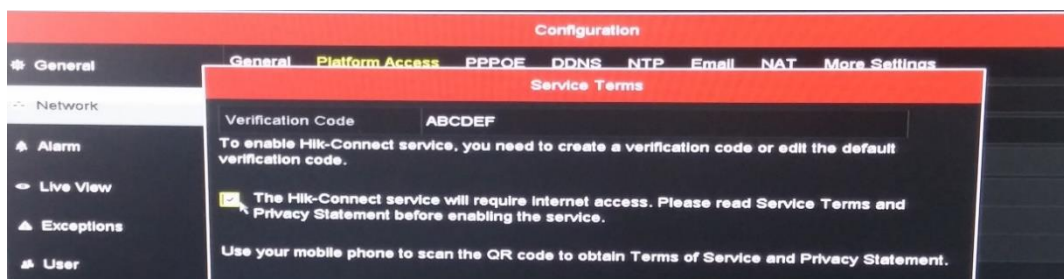 Configuration
General
General Platform Access PPPOE DDNS NTP Email NAT More Settings
Service Terms
Network
Verification Code ABCDEF
To enable Hik-Connect service, you need to create a verification code or edit the default
verification code.
Alarm
Live View
The Hik-Connect service will require internet access. Please read Service Terms and
Privacy Statement before enabling the service.
Exceptions
Use your mobile phone to scan the QR code to obtain Terms of Service and Privacy Statement.
User